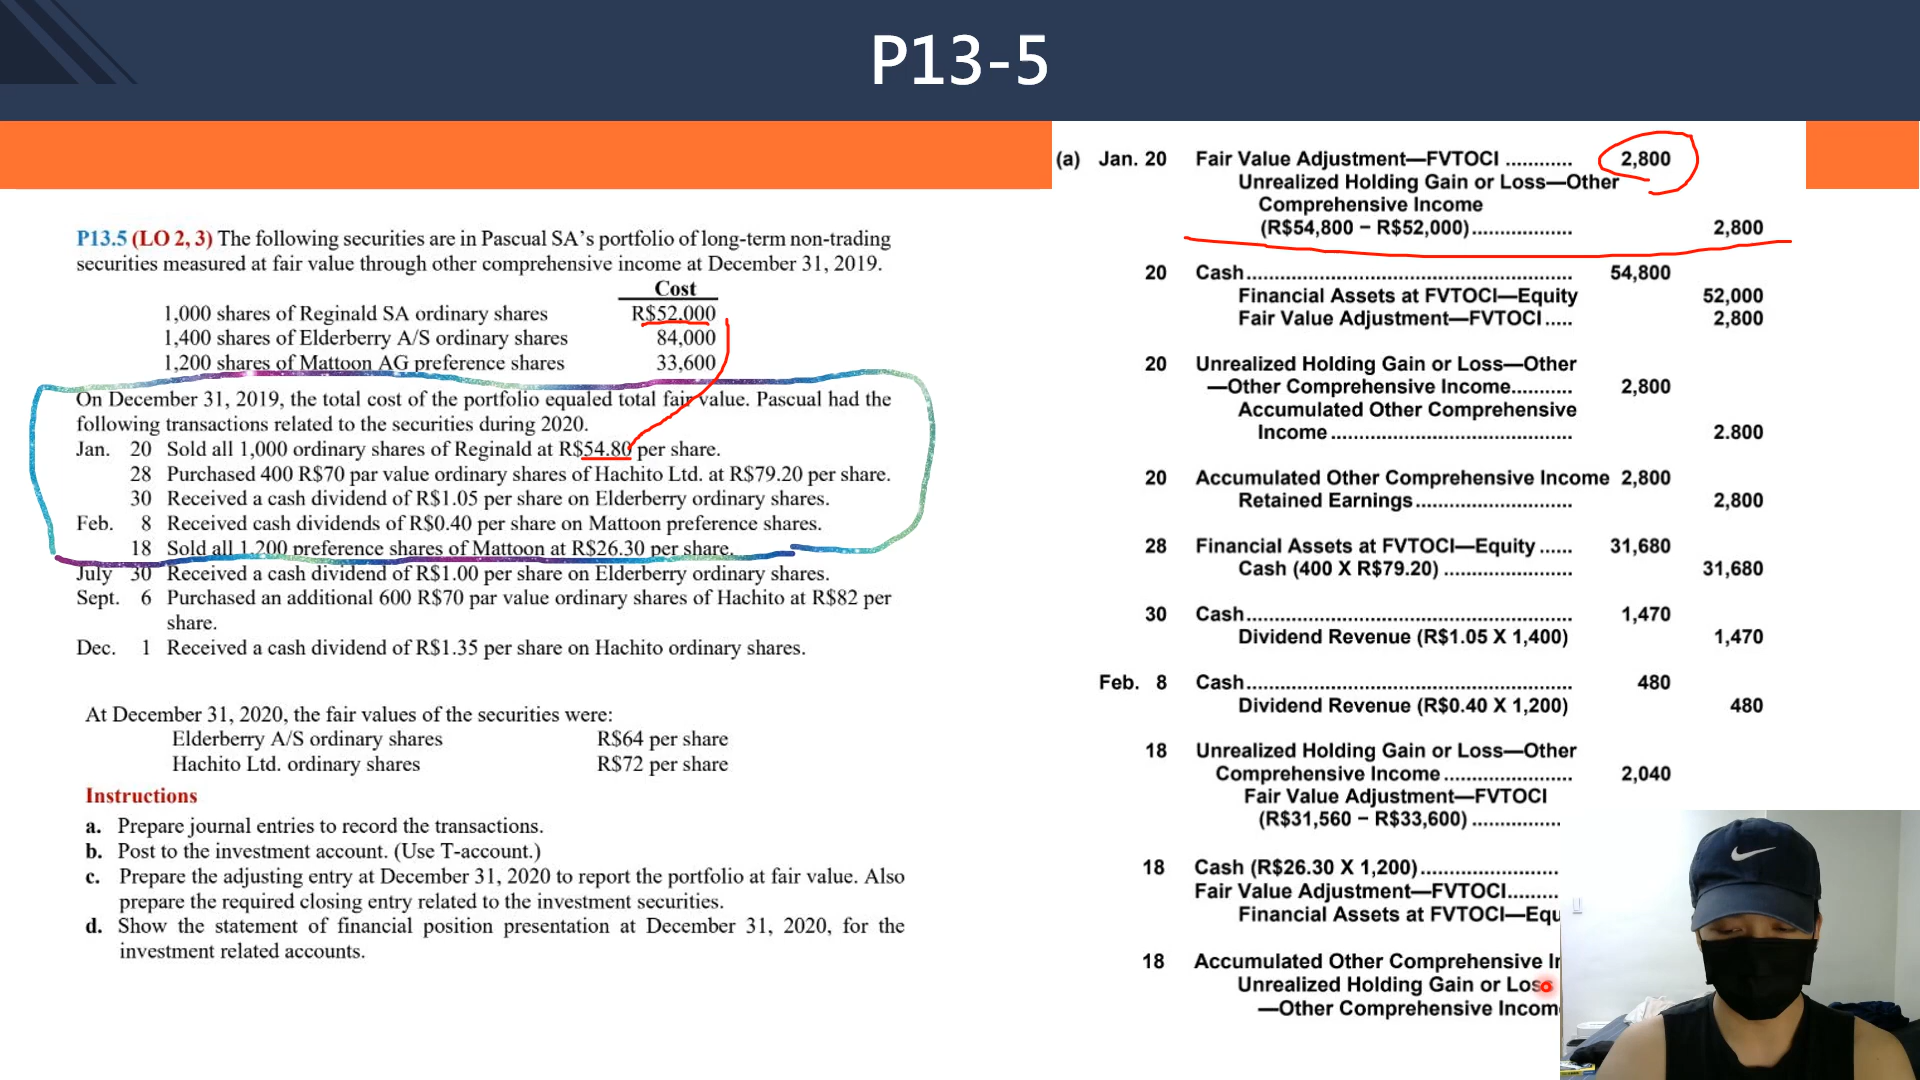 P13-5
P13.5 (LO 2, 3) The following securities are in Pascual SA's portfolio of long-term non-trading
securities measured at fair value through other comprehensive income at December 31, 2019.
Cost
1,000 shares of Reginald SA ordinary shares R$52,000
1,400 shares of Elderberry A/S ordinary shares 84,000
1,200 shares of Mattoon AG preference shares 33,600
On December 31, 2019, the total cost of the portfolio equaled total fair value. Pascual had the
following transactions related to the securities during 2020.
Jan. 20 Sold all 1,000 ordinary shares of Reginald at R$54.80 per share.
28 Purchased 400 R$70 par value ordinary shares of Hachito Ltd. at R$79.20 per share.
30 Received a cash dividend of R$1.05 per share on Elderberry ordinary shares.
Feb. 8 Received cash dividends of R$0.40 per share on Mattoon preference shares.
18 Sold all 1,200 preference shares of Mattoon at R$26.30 per share.
July 30 Received a cash dividend of R$1.00 per share on Elderberry ordinary shares.
Sept. 6 Purchased an additional 600 R$70 par value ordinary shares of Hachito at R$82 per
share.
Dec. 1 Received a cash dividend of R$1.35 per share on Hachito ordinary shares.
At December 31, 2020, the fair values of the securities were:
Elderberry A/S ordinary shares R$64 per share
Hachito Ltd. ordinary shares R$72 per share
Instructions
a. Prepare journal entries to record the transactions.
b. Post to the investment account. (Use T-account.)
c. Prepare the adjusting entry at December 31, 2020 to report the portfolio at fair value. Also
prepare the required closing entry related to the investment securities.
d. Show the statement of financial position presentation at December 31, 2020, for the
investment related accounts.
(a) Jan. 20 Fair Value Adjustment—FVTOCI ............ 2,800
Unrealized Holding Gain or Loss—Other
Comprehensive Income
(R$54,800 − R$52,000).................. 2,800
20 Cash.......................................................... 54,800
Financial Assets at FVTOCI—Equity 52,000
Fair Value Adjustment—FVTOCI..... 2,800
20 Unrealized Holding Gain or Loss—Other
—Other Comprehensive Income........... 2,800
Accumulated Other Comprehensive
Income........................................... 2.800
20 Accumulated Other Comprehensive Income 2,800
Retained Earnings............................ 2,800
28 Financial Assets at FVTOCI—Equity ...... 31,680
Cash (400 X R$79.20) ....................... 31,680
30 Cash.......................................................... 1,470
Dividend Revenue (R$1.05 X 1,400) 1,470
Feb. 8 Cash.......................................................... 480
Dividend Revenue (R$0.40 X 1,200) 480
18 Unrealized Holding Gain or Loss—Other
Comprehensive Income....................... 2,040
Fair Value Adjustment—FVTOCI
(R$31,560 − R$33,600) ................
18 Cash (R$26.30 X 1,200).........................
Fair Value Adjustment—FVTOCI.........
Financial Assets at FVTOCI—Equ
18 Accumulated Other Comprehensive
Unrealized Holding Gain or Loss
—Other Comprehensive Incom